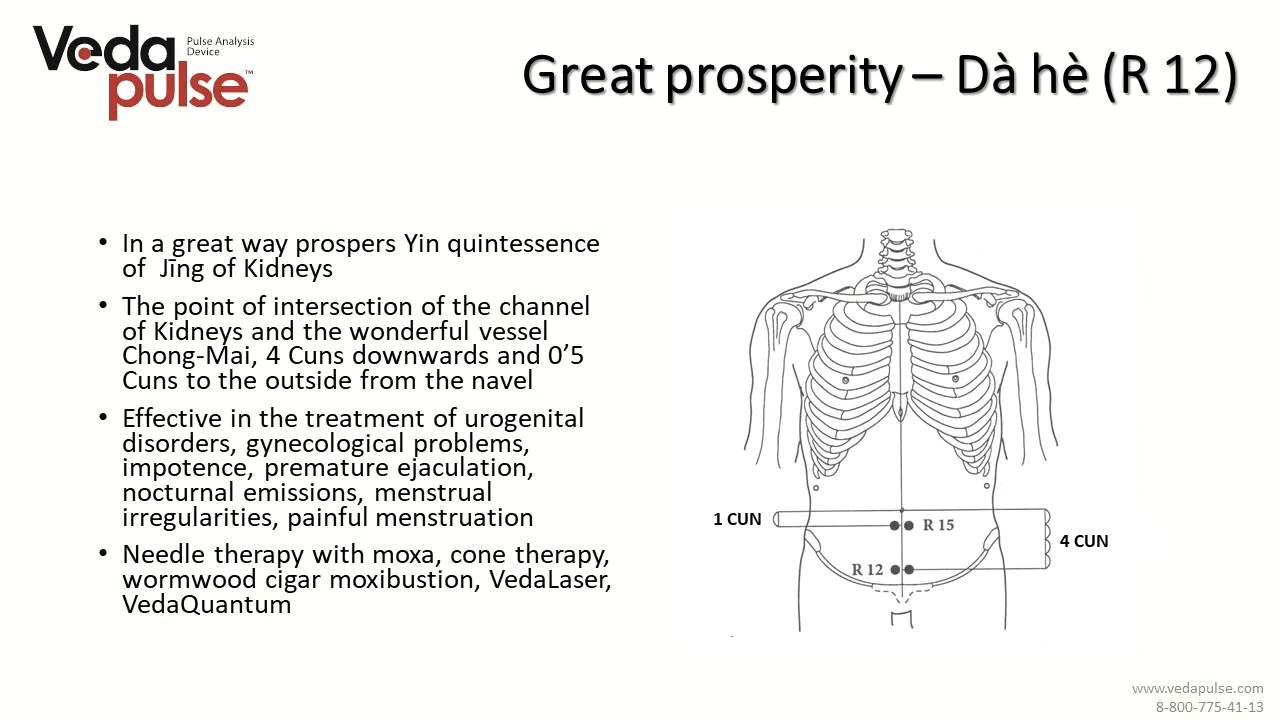 Veda
pulse™
Pulse Analysis
Device
Great prosperity – Dà hè (R 12)
• In a great way prospers Yin quintessence
of Jīng of Kidneys
• The point of intersection of the channel
of Kidneys and the wonderful vessel
Chong-Mai, 4 Cuns downwards and 0’5
Cuns to the outside from the navel
• Effective in the treatment of urogenital
disorders, gynecological problems,
impotence, premature ejaculation,
nocturnal emissions, menstrual
irregularities, painful menstruation
• Needle therapy with moxa, cone therapy,
wormwood cigar moxibustion, VedaLaser,
VedaQuantum
1 CUN
R 15
4 CUN
R 12
www.vedapulse.com
8-800-775-41-13